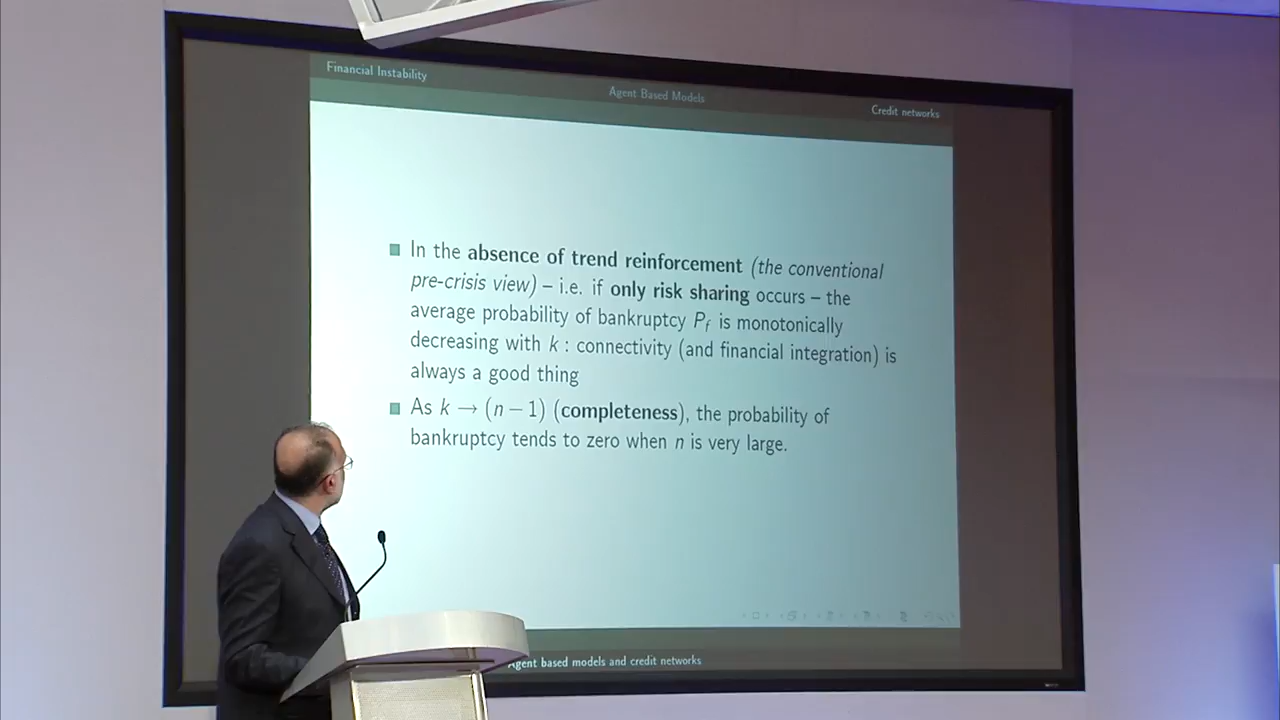 Financial Instability
Agent Based Models
Credit networks
In the absence of trend reinforcement (the conventional
pre-crisis view) – i.e. if only risk sharing occurs – the
average probability of bankruptcy Pf is monotonically
decreasing with k : connectivity (and financial integration) is
always a good thing
As k → (n − 1) (completeness), the probability of
bankruptcy tends to zero when n is very large.
Agent based models and credit networks